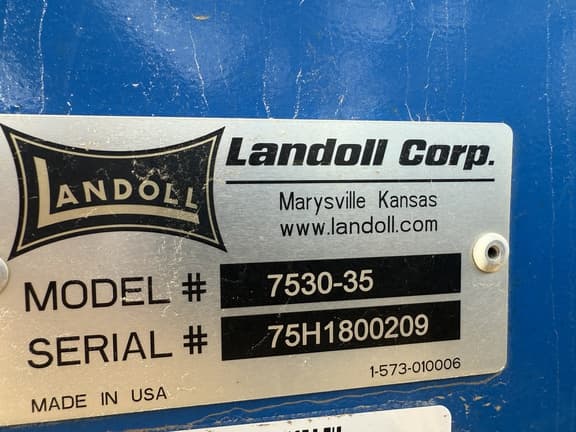 LANDOLL
Landoll Corp.
Marysville Kansas
www.landoll.com
MODEL # 7530-35
SERIAL # 75H1800209
1-573-010006
MADE IN USA